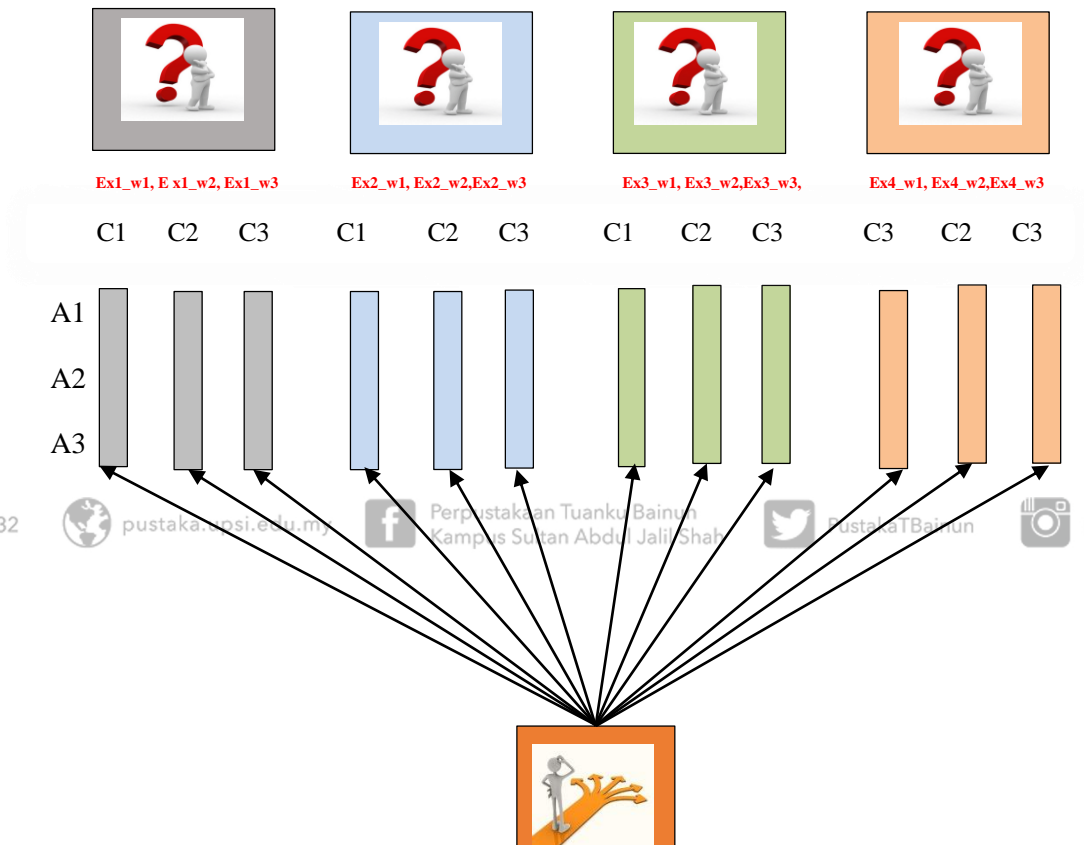 Ex1_w1, E x1_w2, Ex1_w3 Ex2_w1, Ex2_w2,Ex2_w3 Ex3_w1, Ex3_w2,Ex3_w3, Ex4_w1, Ex4_w2,Ex4_w3
C1 C2 C3 C1 C2 C3 C1 C2 C3 C3 C2 C3
A1
A2
A3
32 pustaka.upsi.edu.my Perpustakaan Tuanku Bainun PustakaTBainun
Kampus Sultan Abdul Jalil Shah